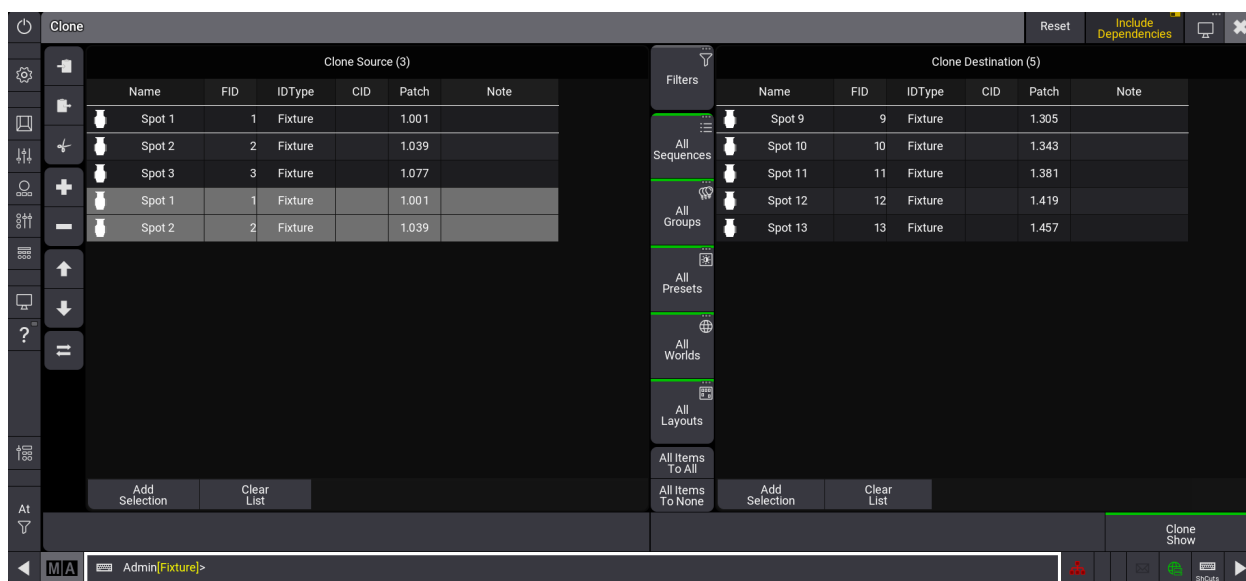 Clone Reset Include
Dependencies
Clone Source (3)
Name FID IDType CID Patch Note
Spot 1 1 Fixture 1.001
Spot 2 2 Fixture 1.039
Spot 3 3 Fixture 1.077
Spot 1 1 Fixture 1.001
Spot 2 2 Fixture 1.039
Add
Selection
Clear
List
Filters
All
Sequences
All
Groups
All
Presets
All
Worlds
All
Layouts
All Items
To All
All Items
To None
Clone Destination (5)
Name FID IDType CID Patch Note
Spot 9 9 Fixture 1.305
Spot 10 10 Fixture 1.343
Spot 11 11 Fixture 1.381
Spot 12 12 Fixture 1.419
Spot 13 13 Fixture 1.457
Add
Selection
Clear
List
?
At
Clone
Show
MA Admin[Fixture]>
ShCuts